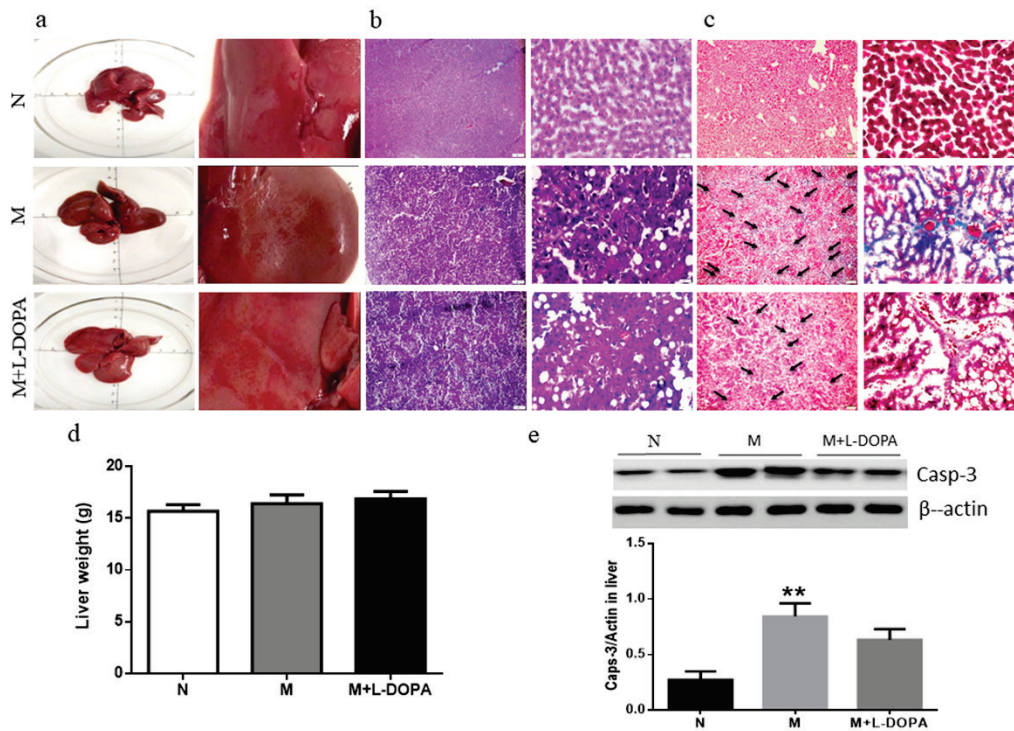 a b c
N
M
M+L-DOPA
d
20
15
10
5
0
Liver weight (g)
N M M+L-DOPA
e
N M M+L-DOPA
Casp-3
β--actin
1.5
1.0
0.5
0.0
Caps-3/Actin in liver
**
N M M+L-DOPA